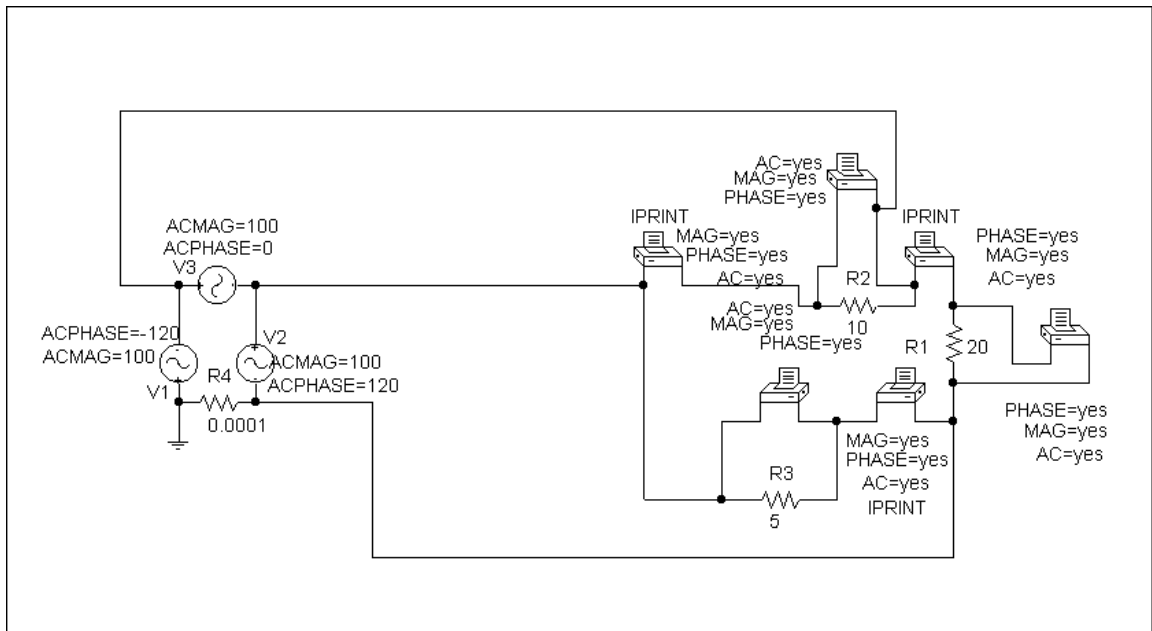 AC=yes
MAG=yes
PHASE=yes
IPRINT
MAG=yes
PHASE=yes
AC=yes
IPRINT
PHASE=yes
MAG=yes
AC=yes
ACMAG=100
ACPHASE=0
V3
R2
10
AC=yes
MAG=yes
PHASE=yes
ACPHASE=-120
ACMAG=100
V1
R4
0.0001
V2
ACMAG=100
ACPHASE=120
R1
20
PHASE=yes
MAG=yes
AC=yes
MAG=yes
PHASE=yes
AC=yes
IPRINT
R3
5